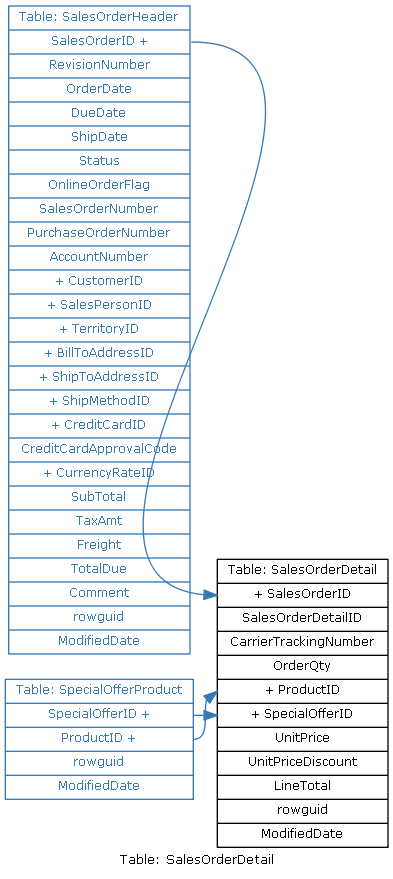 Table: SalesOrderHeader
SalesOrderID +
RevisionNumber
OrderDate
DueDate
ShipDate
Status
OnlineOrderFlag
SalesOrderNumber
PurchaseOrderNumber
AccountNumber
+ CustomerID
+ SalesPersonID
+ TerritoryID
+ BillToAddressID
+ ShipToAddressID
+ ShipMethodID
+ CreditCardID
CreditCardApprovalCode
+ CurrencyRateID
SubTotal
TaxAmt
Freight
TotalDue
Comment
rowguid
ModifiedDate
Table: SpecialOfferProduct
SpecialOfferID +
ProductID +
rowguid
ModifiedDate
Table: SalesOrderDetail
+ SalesOrderID
SalesOrderDetailID
CarrierTrackingNumber
OrderQty
+ ProductID
+ SpecialOfferID
UnitPrice
UnitPriceDiscount
LineTotal
rowguid
ModifiedDate
Table: SalesOrderDetail